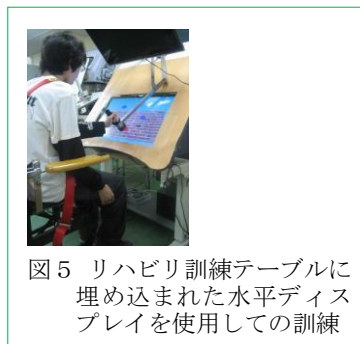 図5 リハビリ訓練テーブルに
埋め込まれた水平ディス
プレイを使用しての訓練